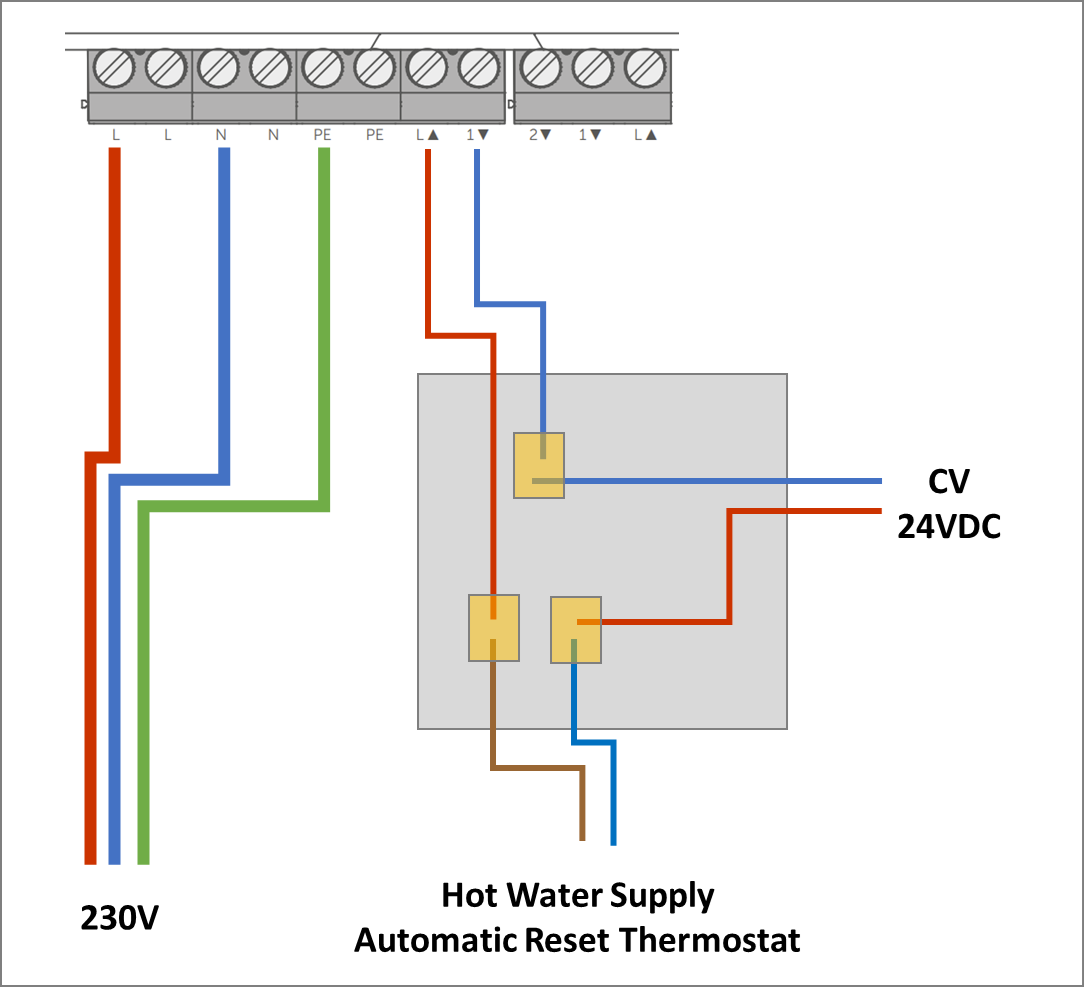 L L N N PE PE L▲ 1▼ 2▼ 1▼ L▲
CV
24VDC
230V
Hot Water Supply
Automatic Reset Thermostat